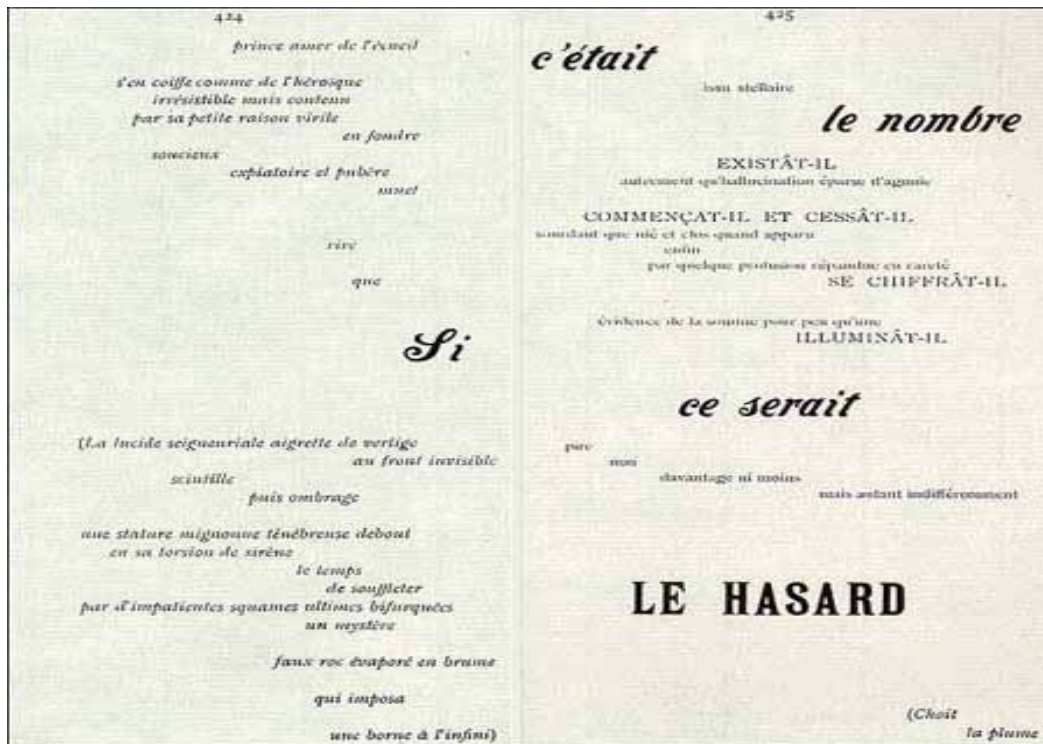 424
prince amer de l'écueil
s'en coiffe comme de l'héroïque
irrésistible mais contenu
par sa petite raison virile
en foudre
soucieux
expiatoire et pubère
muet
rire
que
Si
(La lucide seigneuriale aigrette de vertige
au front invisible
scintille
puis ombrage
une stature mignonne ténébreuse debout
en sa torsion de sirène
le temps
de souffleter
par d'impatientes squames ultimes bifurquées
un mystère
faux roc évaporé en brume
qui imposa
une borne à l'infini)
425
c'était
issu stellaire
le nombre
EXISTÂT-IL
autrement qu'hallucination éparse d'agonie
COMMENÇAT-IL ET CESSÂT-IL
sourdant que nié et clos quand apparu
enfin
par quelque profusion répandue en rareté
SE CHIFFRÂT-IL
évidence de la somme pour peu qu'une
ILLUMINÂT-IL
ce serait
pire
non
davantage ni moins
mais autant indifféremment
LE HASARD
(Choit
la plume